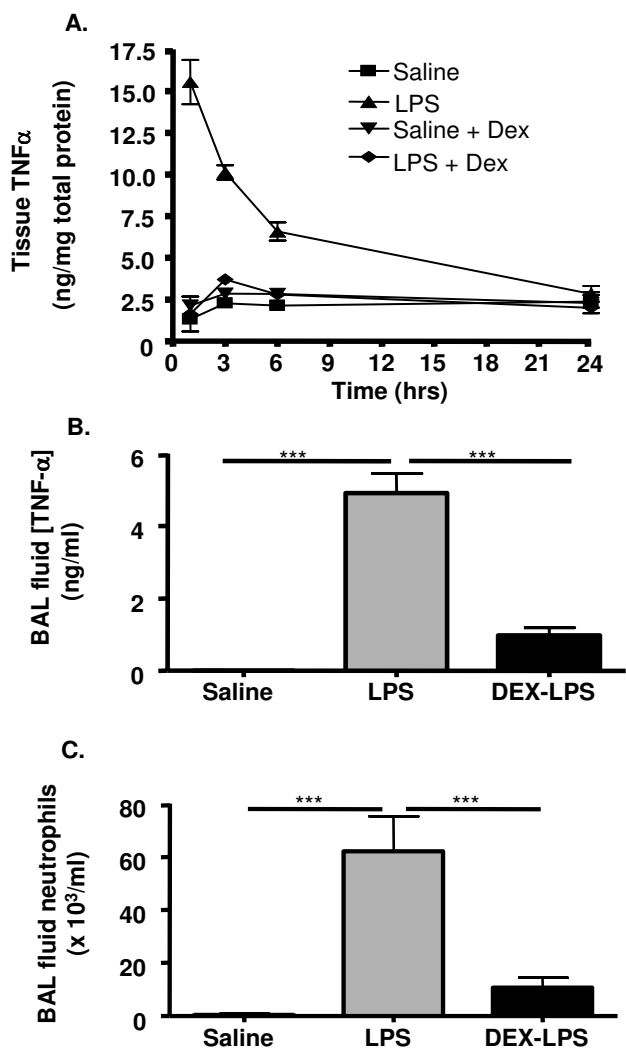 A.
Tissue TNFα
(ng/mg total protein)
17.5
15.0
12.5
10.0
7.5
5.0
2.5
0
Saline
LPS
Saline + Dex
LPS + Dex
0 3 6 9 12 15 18 21 24
Time (hrs)
B.
BAL fluid [TNF-α]
(ng/ml)
6
4
2
0
*** ***
Saline LPS DEX-LPS
C.
BAL fluid neutrophils
(x 10³/ml)
80
60
40
20
0
*** ***
Saline LPS DEX-LPS